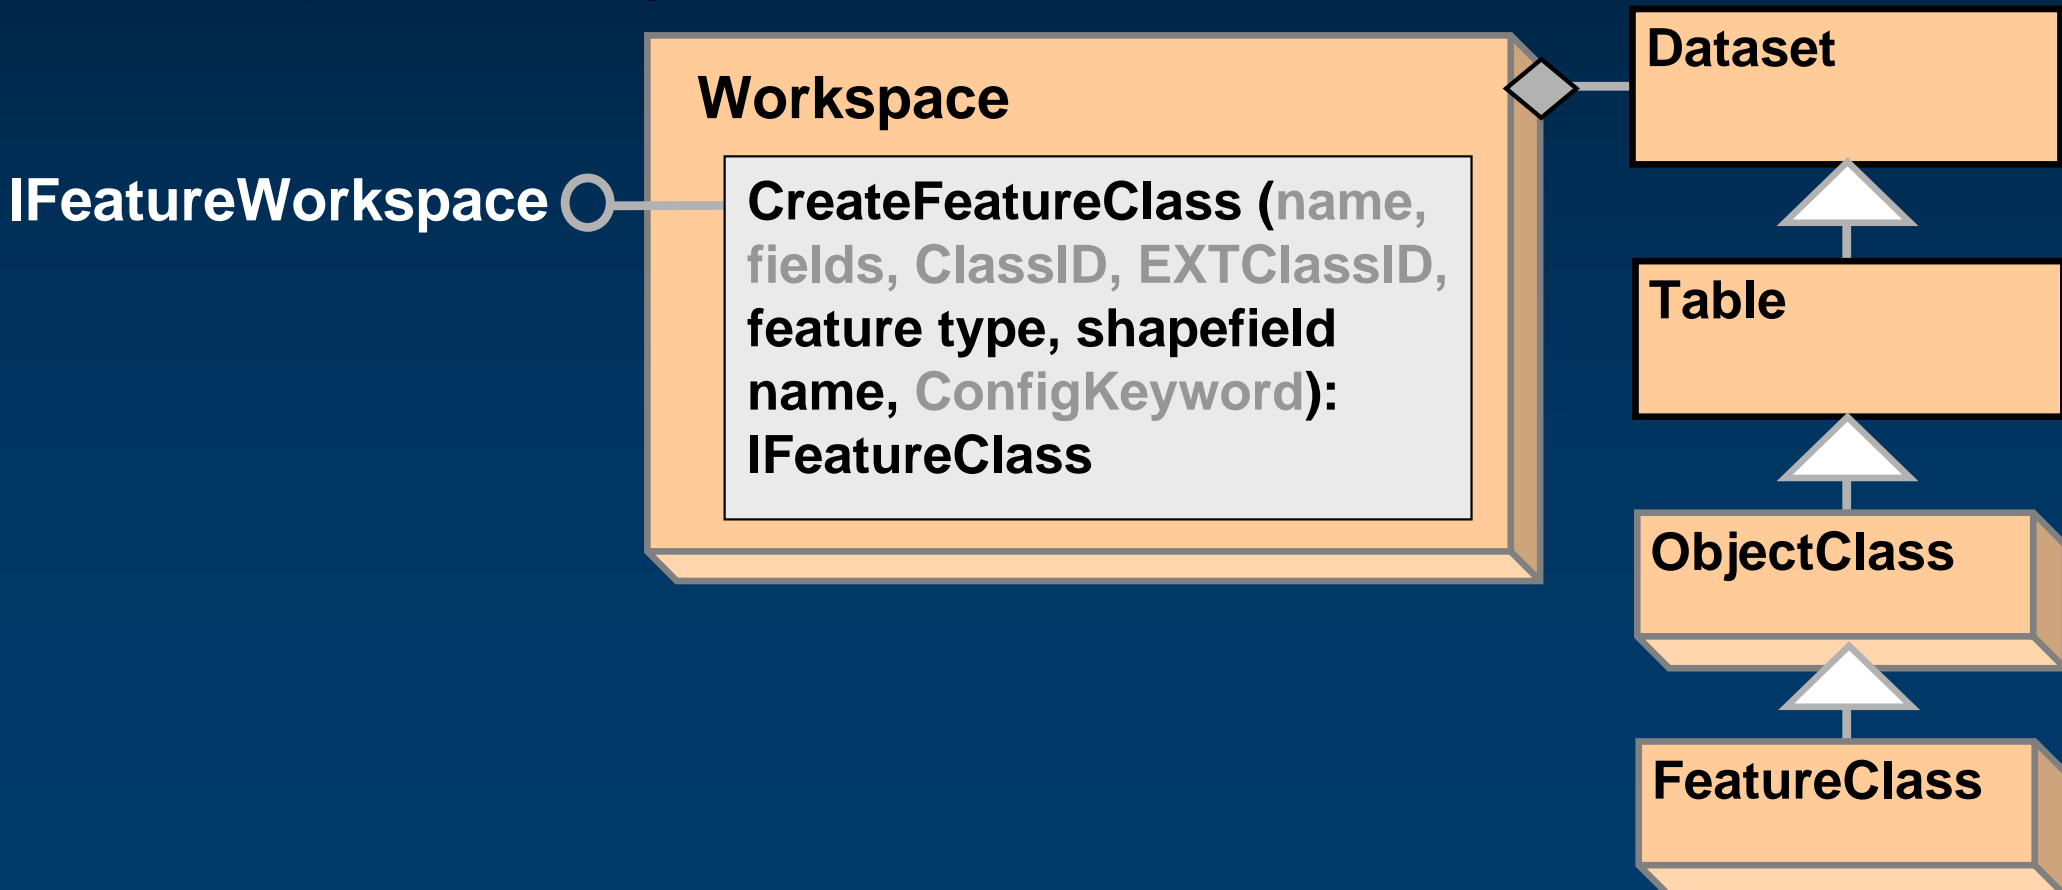 Workspace
IFeatureWorkspace
CreateFeatureClass (name,
fields, ClassID, EXTClassID,
feature type, shapefield
name, ConfigKeyword):
IFeatureClass
Dataset
Table
ObjectClass
FeatureClass